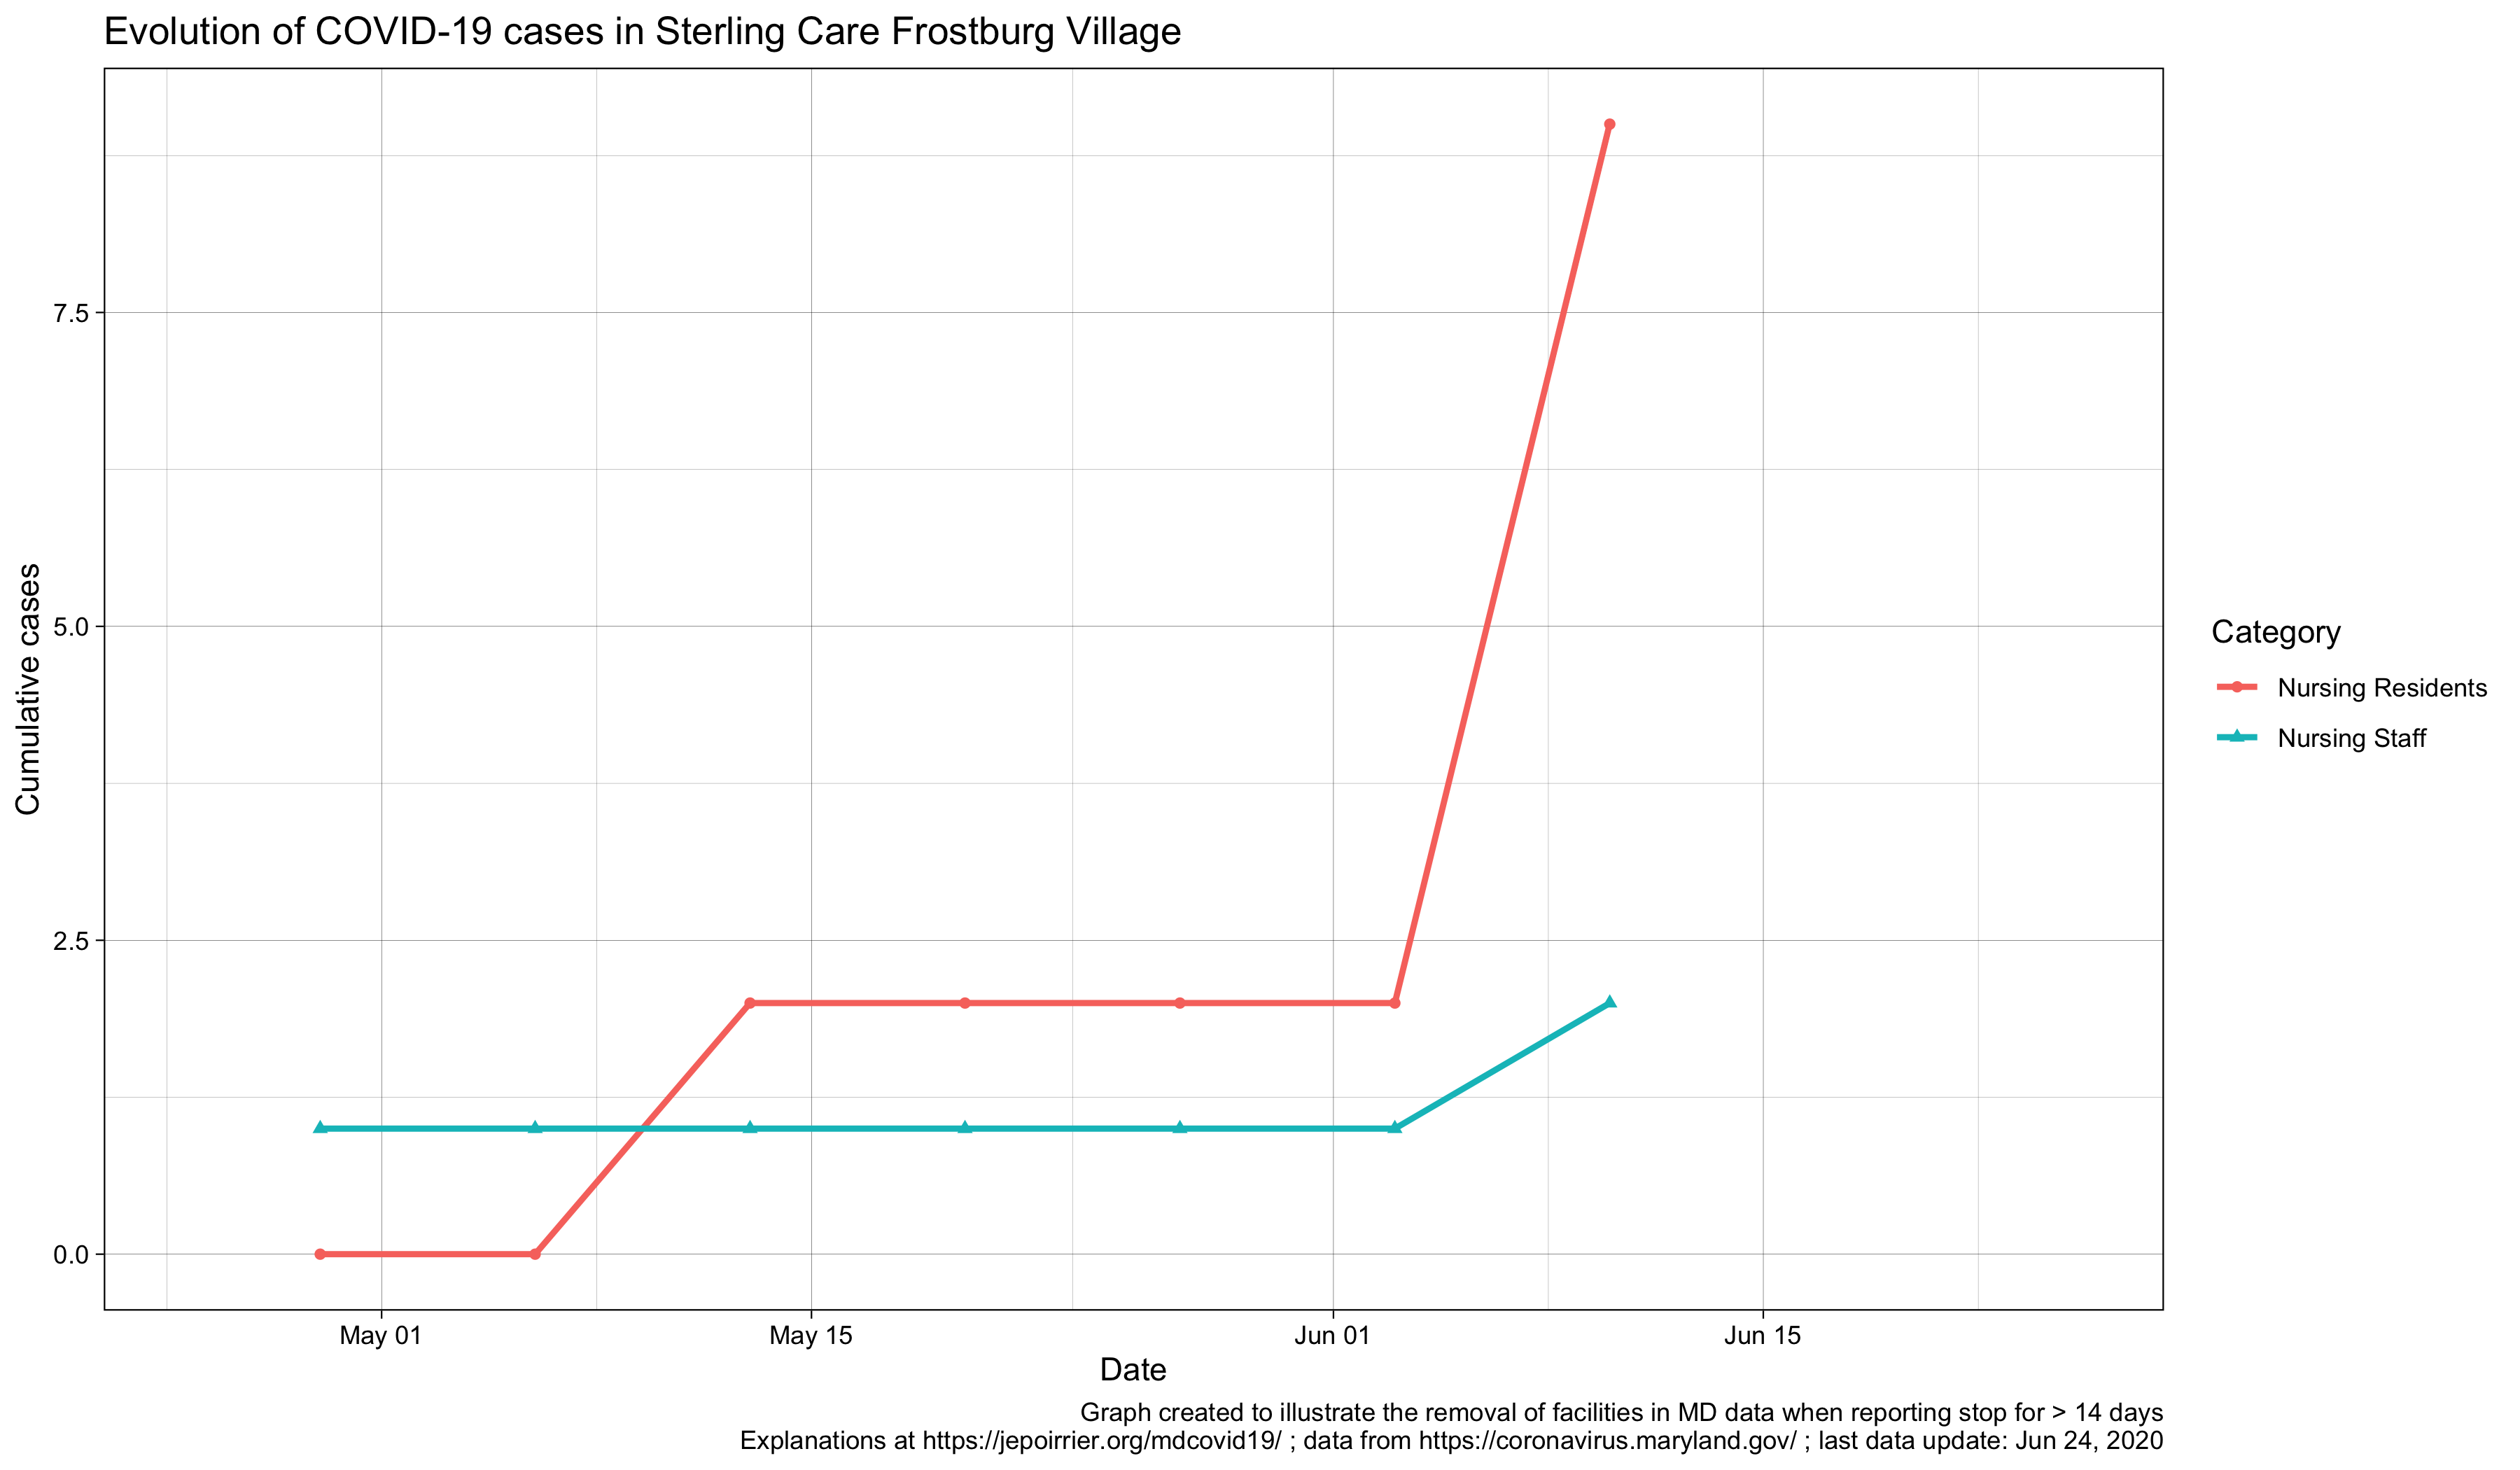 Evolution of COVID-19 cases in Sterling Care Frostburg Village
Cumulative cases
7.5
5.0
2.5
0.0
May 01
May 15
Jun 01
Jun 15
Date
Category
Nursing Residents
Nursing Staff
Graph created to illustrate the removal of facilities in MD data when reporting stop for > 14 days
Explanations at https://jepoirrier.org/mdcovid19/ ; data from https://coronavirus.maryland.gov/ ; last data update: Jun 24, 2020